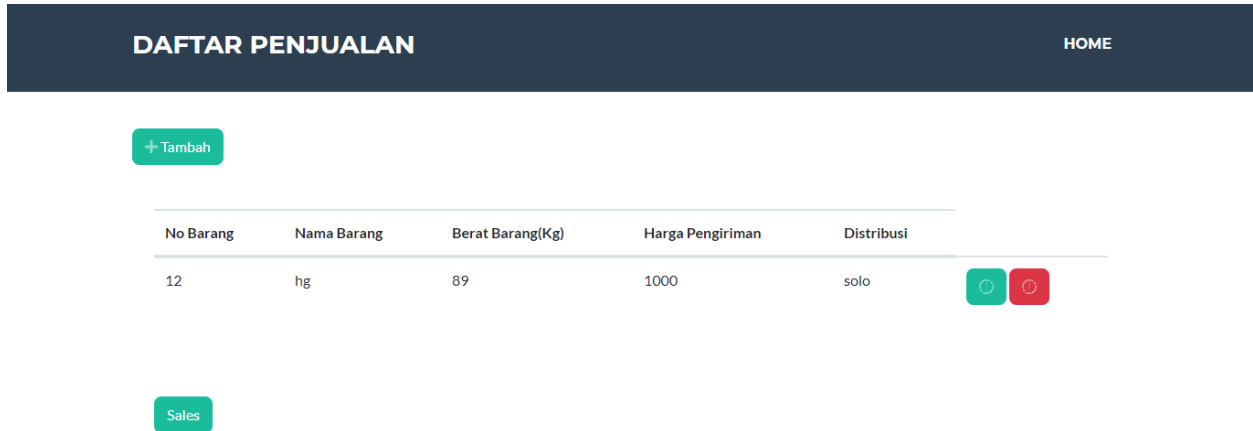 DAFTAR PENJUALAN HOME
+ Tambah
No Barang Nama Barang Berat Barang(Kg) Harga Pengiriman Distribusi
12 hg 89 1000 solo
Sales